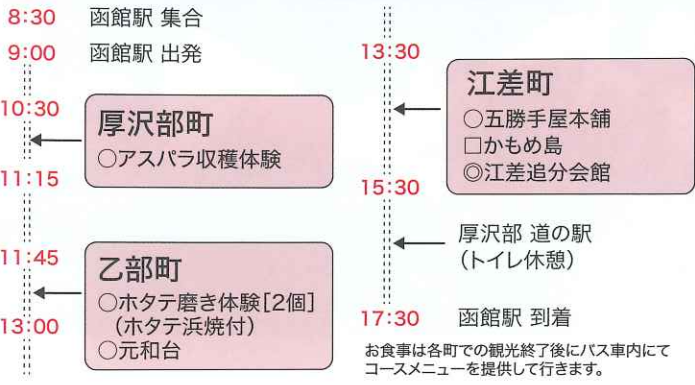 8:30 函館駅 集合
9:00 函館駅 出発
10:30
厚沢部町
○アスパラ収穫体験
11:15
11:45
乙部町
○ホタテ磨き体験[2個]
(ホタテ浜焼付)
○元和台
13:00
13:30
江差町
○五勝手屋本舗
□かもめ島
◎江差追分会館
15:30
厚沢部 道の駅
(トイレ休憩)
17:30 函館駅 到着
お食事は各町での観光終了後にバス車内にて
コースメニューを提供して行きます。